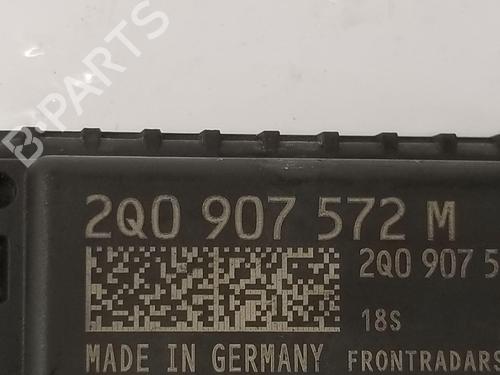 B-PARTS
2Q0 907 572 M
2Q0 907 5
18S
MADE IN GERMANY FRONTRADARS